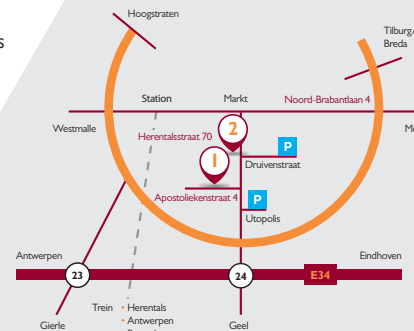 s
Hoogstraten
Tilburg/
Breda
Station
Markt
Noord-Brabantlaan 4
Westmalle
Herentalsstraat 70
2
P
Druivenstraat
1
Apostoliekenstraat 4
P
Utopolis
Antwerpen
Eindhoven
23
24
E34
Gierle
Trein
• Herentals
• Antwerpen
Geel